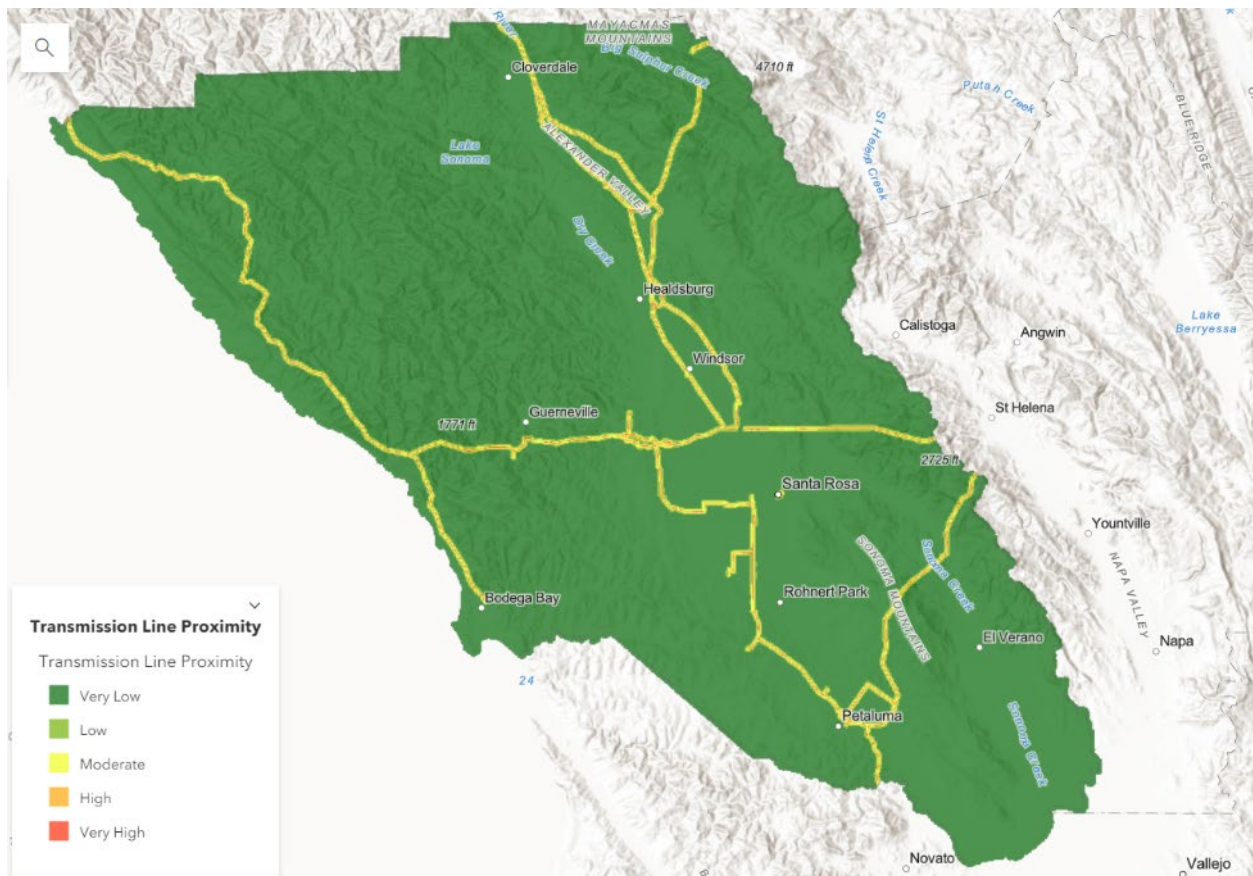 River
MAYACMAS
MOUNTAINS
Big Sulphur Creek
4710 ft
Cloverdale
Putah Creek
BLUE RIDGE
St Helena Creek
Lake
Sonoma
ALEXANDER VALLEY
Dry Creek
Healdsburg
Lake
Berryessa
Calistoga
Angwin
Windsor
St Helena
Guerneville
1771 ft
2725 ft
Santa Rosa
Yountville
SONOMA MOUNTAINS
Sonoma Creek
NAPA VALLEY
Bodega Bay
Rohnert Park
El Verano
Napa
24
Petaluma
Sonoma Creek
Novato
Vallejo
Transmission Line Proximity
Transmission Line Proximity
Very Low
Low
Moderate
High
Very High